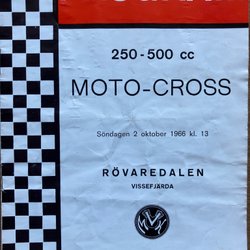 250-500 cc
MOTO-CROSS
Söndagen 2 oktober 1966 kl. 13
RÖVAREDALEN
VISSEFJÄRDA